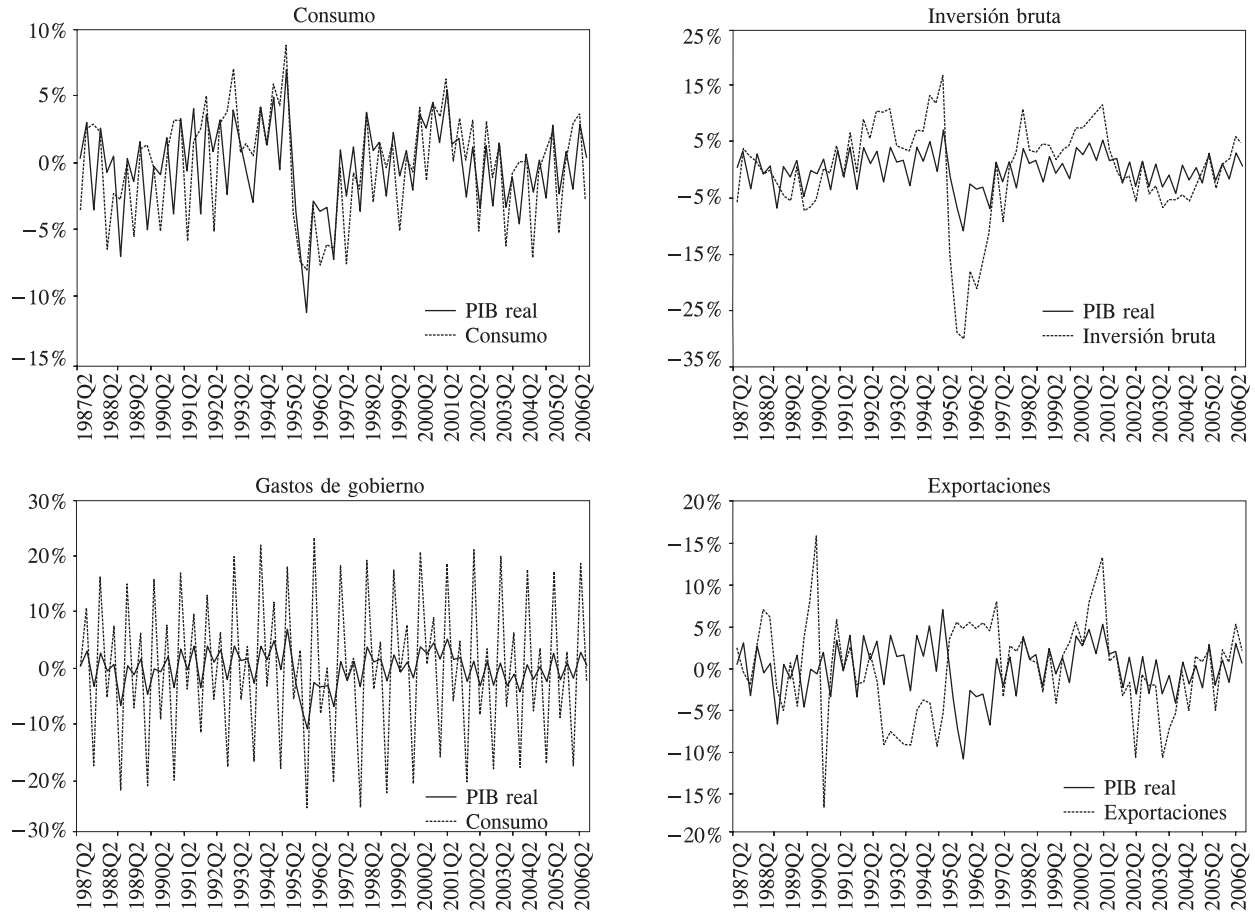 Consumo
10%
5%
0%
−5%
−10%
−15%
PIB real
Consumo
1987Q2
1988Q2
1989Q2
1990Q2
1991Q2
1992Q2
1993Q2
1994Q2
1995Q2
1996Q2
1997Q2
1998Q2
1999Q2
2000Q2
2001Q2
2002Q2
2003Q2
2004Q2
2005Q2
2006Q2
Inversión bruta
25%
15%
5%
−5%
−15%
−25%
−35%
PIB real
Inversión bruta
1987Q2
1988Q2
1989Q2
1990Q2
1991Q2
1992Q2
1993Q2
1994Q2
1995Q2
1996Q2
1997Q2
1998Q2
1999Q2
2000Q2
2001Q2
2002Q2
2003Q2
2004Q2
2005Q2
2006Q2
Gastos de gobierno
30%
20%
10%
0%
−10%
−20%
−30%
PIB real
Consumo
1987Q2
1988Q2
1989Q2
1990Q2
1991Q2
1992Q2
1993Q2
1994Q2
1995Q2
1996Q2
1997Q2
1998Q2
1999Q2
2000Q2
2001Q2
2002Q2
2003Q2
2004Q2
2005Q2
2006Q2
Exportaciones
20%
−15%
10%
5%
0%
−5%
−10%
−15%
−20%
PIB real
Exportaciones
1987Q2
1988Q2
1989Q2
1990Q2
1991Q2
1992Q2
1993Q2
1994Q2
1995Q2
1996Q2
1997Q2
1998Q2
1999Q2
2000Q2
2001Q2
2002Q2
2003Q2
2004Q2
2005Q2
2006Q2